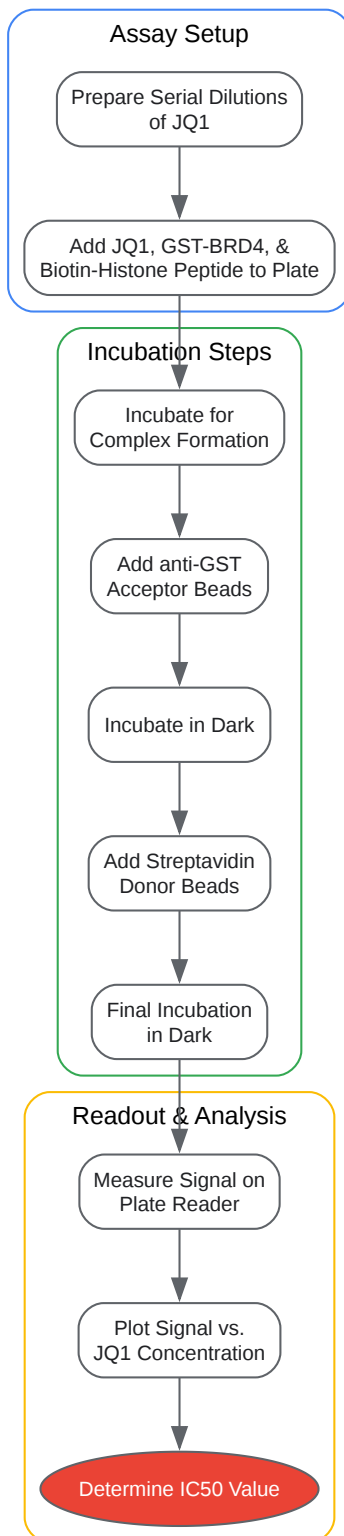 Assay Setup
Prepare Serial Dilutions
of JQ1
Add JQ1, GST-BRD4, &
Biotin-Histone Peptide to Plate
Incubation Steps
Incubate for
Complex Formation
Add anti-GST
Acceptor Beads
Incubate in Dark
Add Streptavidin
Donor Beads
Final Incubation
in Dark
Readout & Analysis
Measure Signal on
Plate Reader
Plot Signal vs.
JQ1 Concentration
Determine IC50 Value